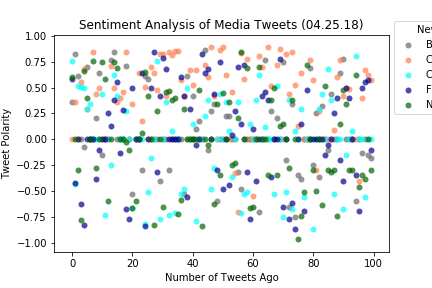 Sentiment Analysis of Media Tweets (04.25.18)
1.00
0.75
0.50
0.25
0.00
−0.25
−0.50
−0.75
−1.00
Tweet Polarity
0 20 40 60 80 100
Number of Tweets Ago
B
C
C
F
N